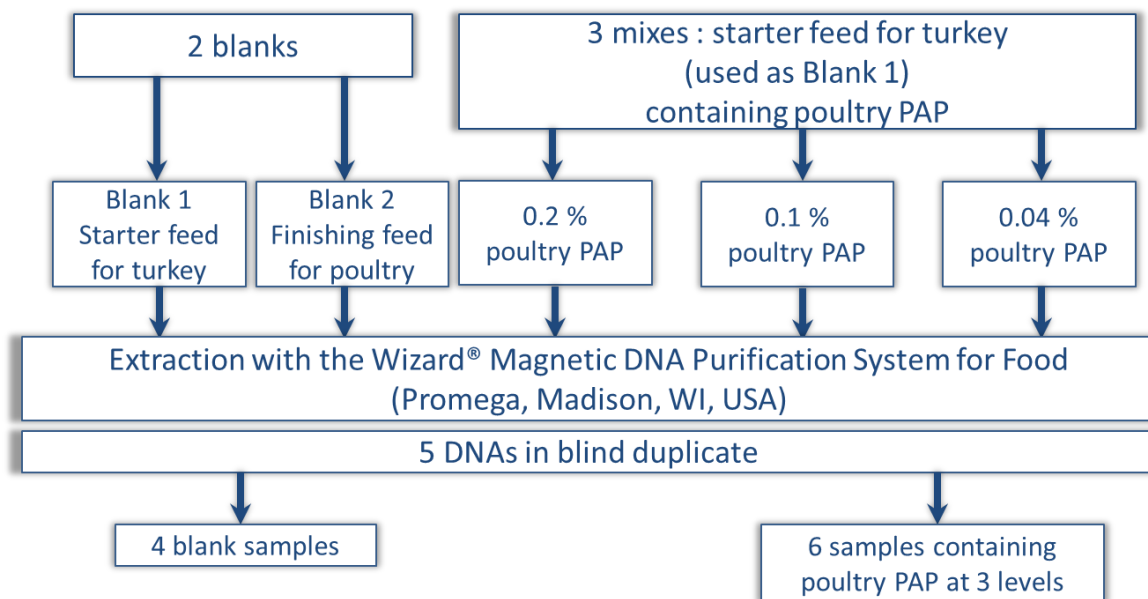 2 blanks
3 mixes : starter feed for turkey
(used as Blank 1)
containing poultry PAP
Blank 1
Starter feed
for turkey
Blank 2
Finishing feed
for poultry
0.2 %
poultry PAP
0.1 %
poultry PAP
0.04 %
poultry PAP
Extraction with the Wizard® Magnetic DNA Purification System for Food
(Promega, Madison, WI, USA)
5 DNAs in blind duplicate
4 blank samples
6 samples containing
poultry PAP at 3 levels